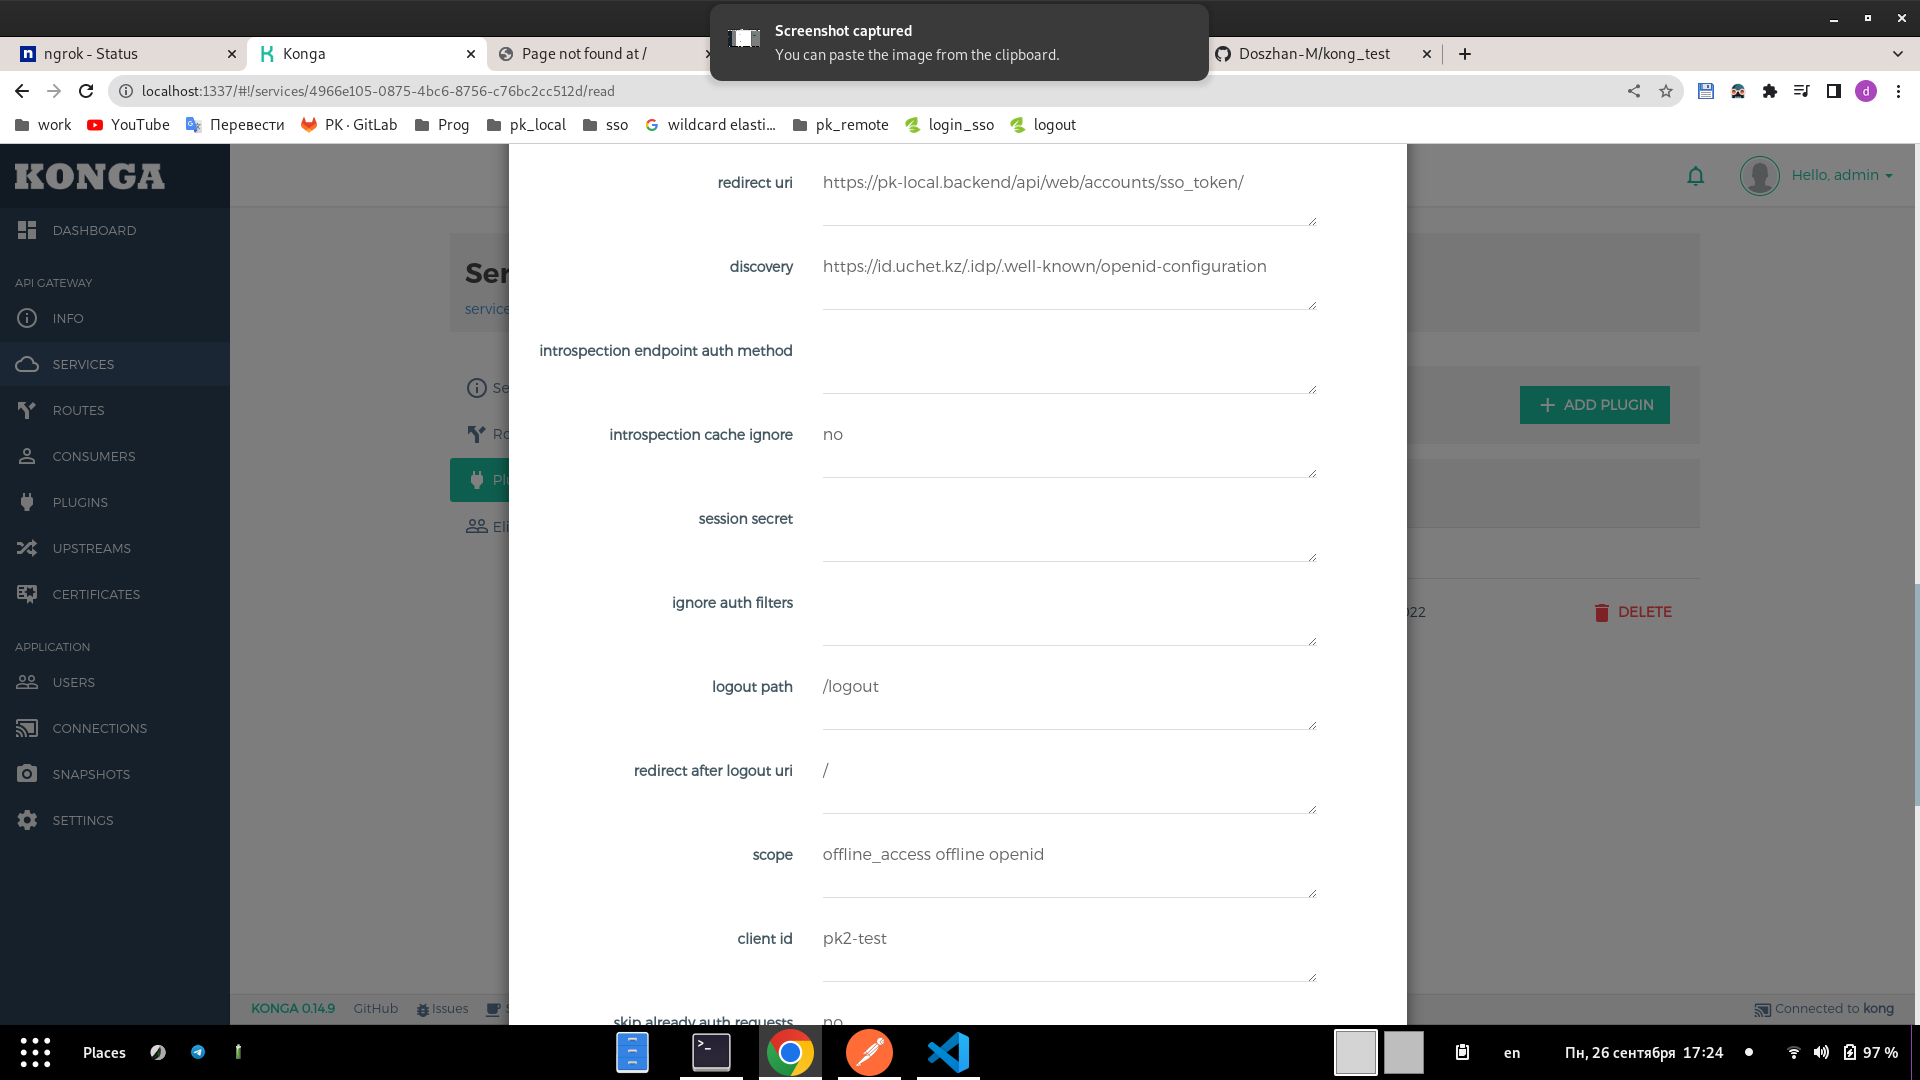 Screenshot captured
You can paste the image from the clipboard.
ngrok - Status
Konga
Page not found at /
Doszhan-M/kong_test
localhost:1337/#!/services/4966e105-0875-4bc6-8756-c76bc2cc512d/read
d
work
YouTube
Перевести
PK · GitLab
Prog
pk_local
sso
wildcard elasti...
pk_remote
login_sso
logout
KONGA
Hello, admin
DASHBOARD
API GATEWAY
INFO
SERVICES
ROUTES
CONSUMERS
PLUGINS
UPSTREAMS
CERTIFICATES
APPLICATION
USERS
CONNECTIONS
SNAPSHOTS
SETTINGS
Ser
service
Se
Ro
Plu
Eli
ADD PLUGIN
022
DELETE
redirect uri
https://pk-local.backend/api/web/accounts/sso_token/
discovery
https://id.uchet.kz/.idp/.well-known/openid-configuration
introspection endpoint auth method
introspection cache ignore
no
session secret
ignore auth filters
logout path
/logout
redirect after logout uri
/
scope
offline_access offline openid
client id
pk2-test
skip already auth requests
no
KONGA 0.14.9
GitHub
Issues
Connected to kong
Places
en
Пн, 26 сентября 17:24
97 %